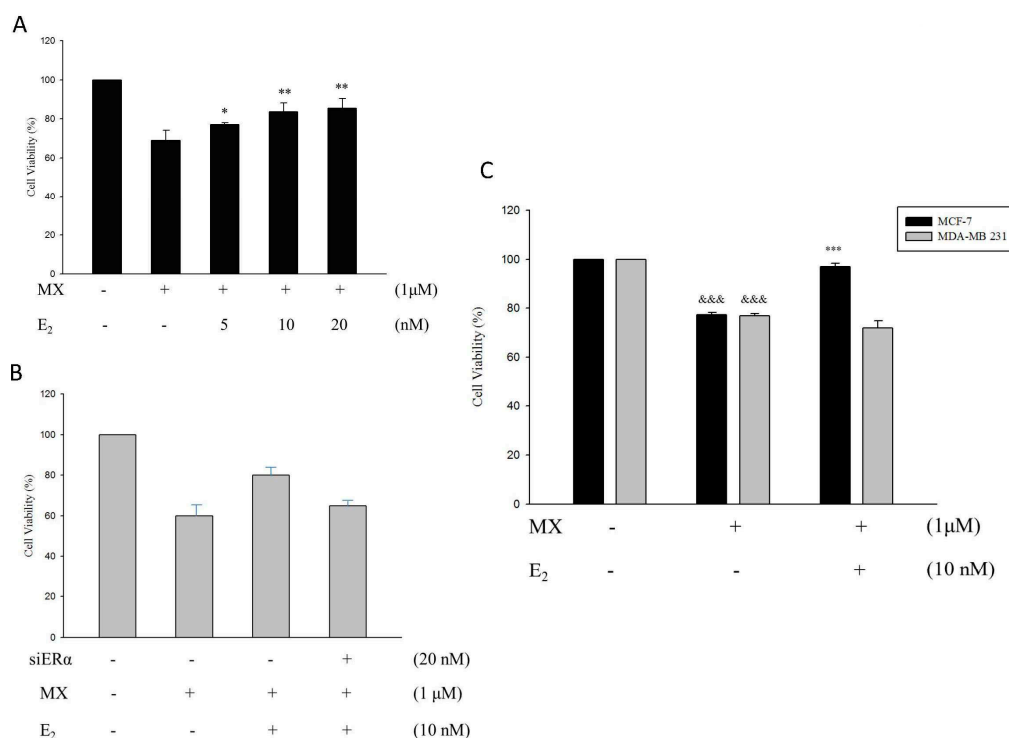 A
120
100
80
60
40
20
0
Cell Viability (%)
* ** **
MX - + + + + (1μM)
E2 - - 5 10 20 (nM)
B
120
100
80
60
40
20
0
Cell Viability (%)
siERα - - - + (20 nM)
MX - + + + (1 μM)
E2 - - + + (10 nM)
C
MCF-7
MDA-MB 231
120
100
80
60
40
20
0
Cell Viability (%)
&&& &&& ***
MX - + + (1μM)
E2 - - + (10 nM)